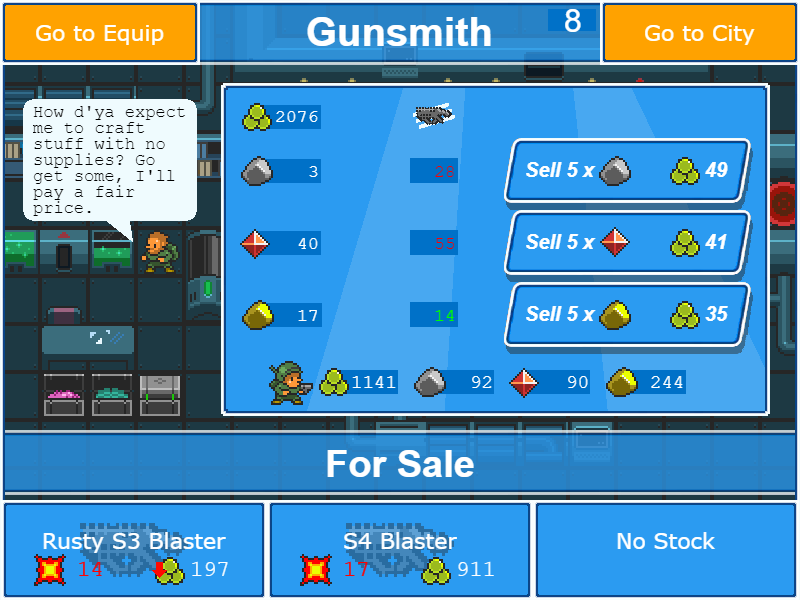 Go to Equip
Gunsmith
8
Go to City
How d'ya expect
me to craft
stuff with no
supplies? Go
get some, I'll
pay a fair
price.
2076
3
23
Sell 5 x
49
40
55
Sell 5 x
41
17
14
Sell 5 x
35
1141
92
90
244
For Sale
Rusty S3 Blaster
14
197
S4 Blaster
17
911
No Stock